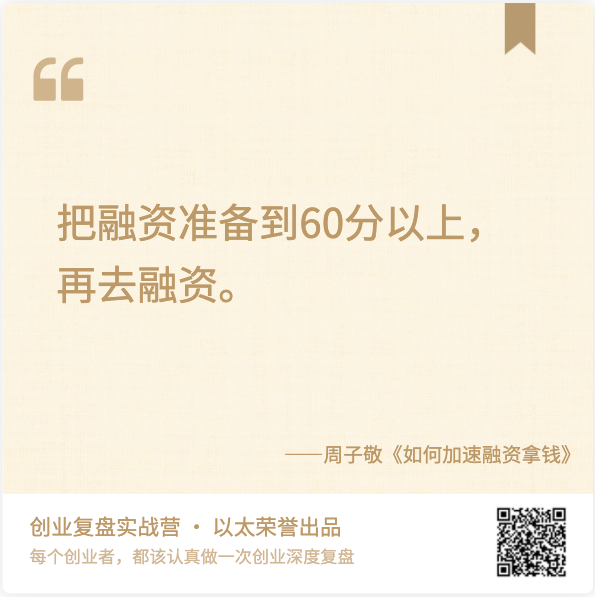 把融资准备到60分以上，
再去融资。
——周子敬《如何加速融资拿钱》
创业复盘实战营 · 以太荣誉出品
每个创业者，都该认真做一次创业深度复盘